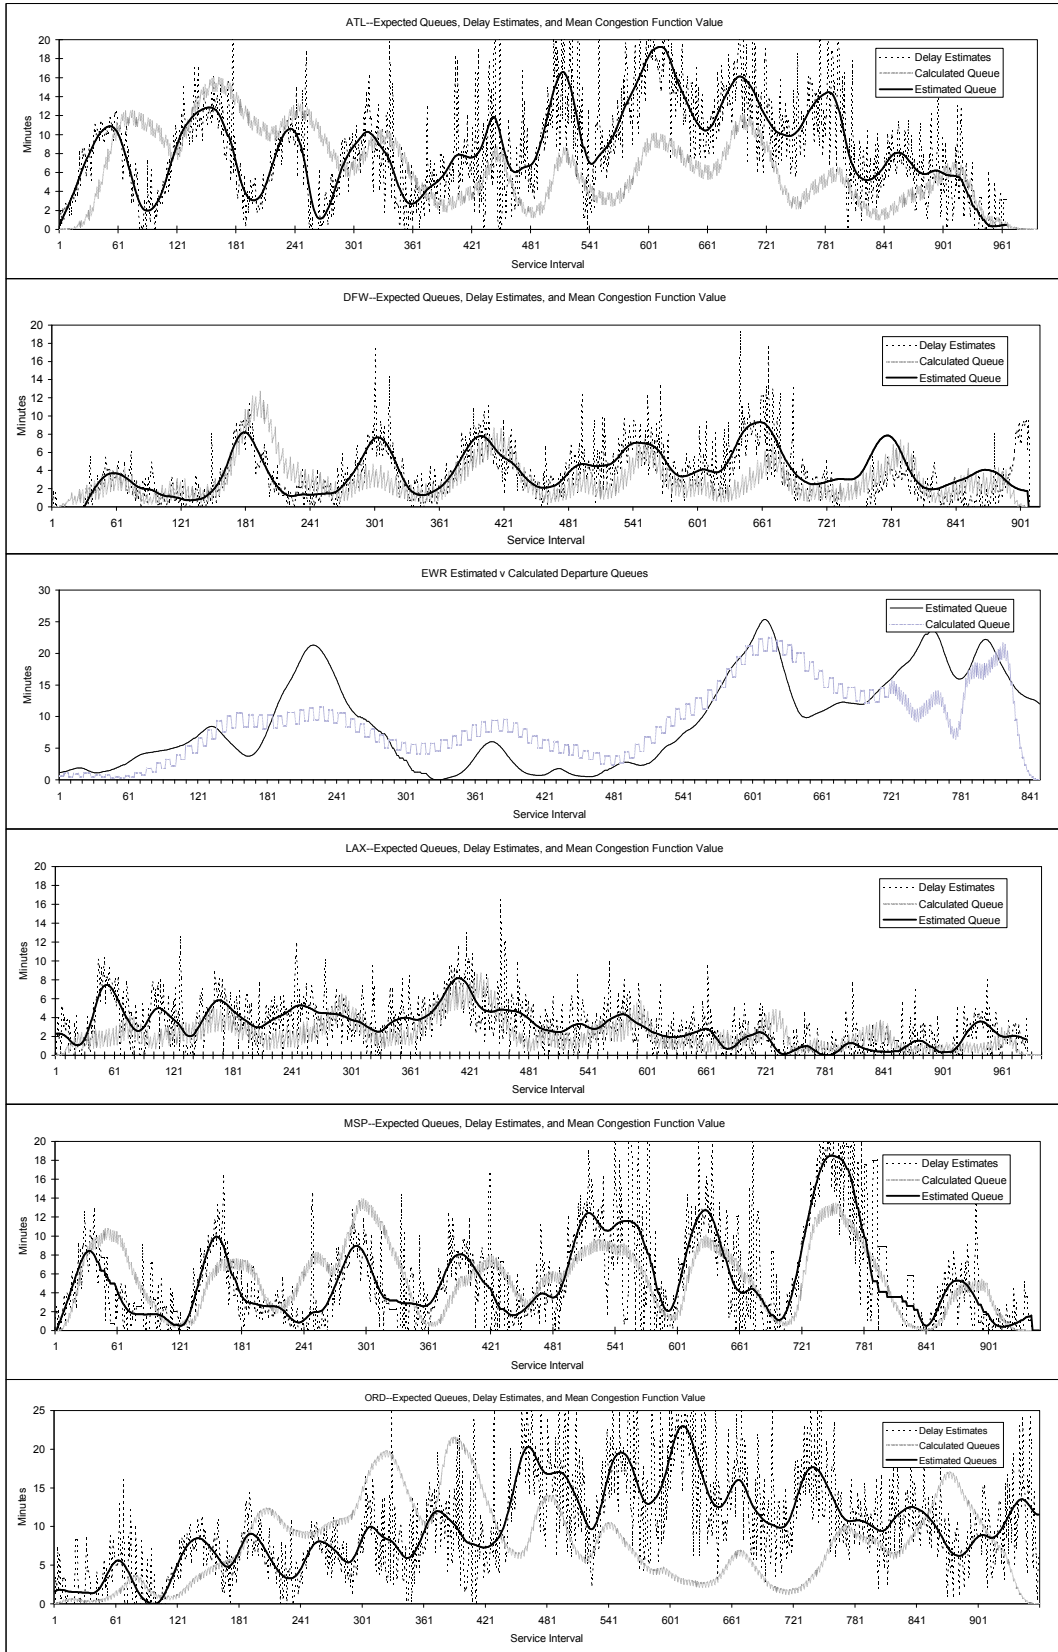 ATL--Expected Queues, Delay Estimates, and Mean Congestion Function Value
20
18
16
14
12
10
8
6
4
2
0
Minutes
Delay Estimates
Calculated Queue
Estimated Queue
1 61 121 181 241 301 361 421 481 541 601 661 721 781 841 901 961
Service Interval
DFW--Expected Queues, Delay Estimates, and Mean Congestion Function Value
20
18
16
14
12
10
8
6
4
2
0
Minutes
Delay Estimates
Calculated Queue
Estimated Queue
1 61 121 181 241 301 361 421 481 541 601 661 721 781 841 901
Service Interval
EWR Estimated v Calculated Departure Queues
30
25
20
15
10
5
0
Minutes
Estimated Queue
Calculated Queue
1 61 121 181 241 301 361 421 481 541 601 661 721 781 841
Service Interval
LAX--Expected Queues, Delay Estimates, and Mean Congestion Function Value
20
18
16
14
12
10
8
6
4
2
0
Minutes
Delay Estimates
Calculated Queue
Estimated Queue
1 61 121 181 241 301 361 421 481 541 601 661 721 781 841 901 961
Service Interval
MSP--Expected Queues, Delay Estimates, and Mean Congestion Function Value
20
18
16
14
12
10
8
6
4
2
0
Minutes
Delay Estimates
Calculated Queue
Estimated Queue
1 61 121 181 241 301 361 421 481 541 601 661 721 781 841 901
Service Interval
ORD--Expected Queues, Delay Estimates, and Mean Congestion Function Value
25
20
15
10
5
0
Minutes
Delay Estimates
Calculated Queues
Estimated Queues
1 61 121 181 241 301 361 421 481 541 601 661 721 781 841 901
Service Interval